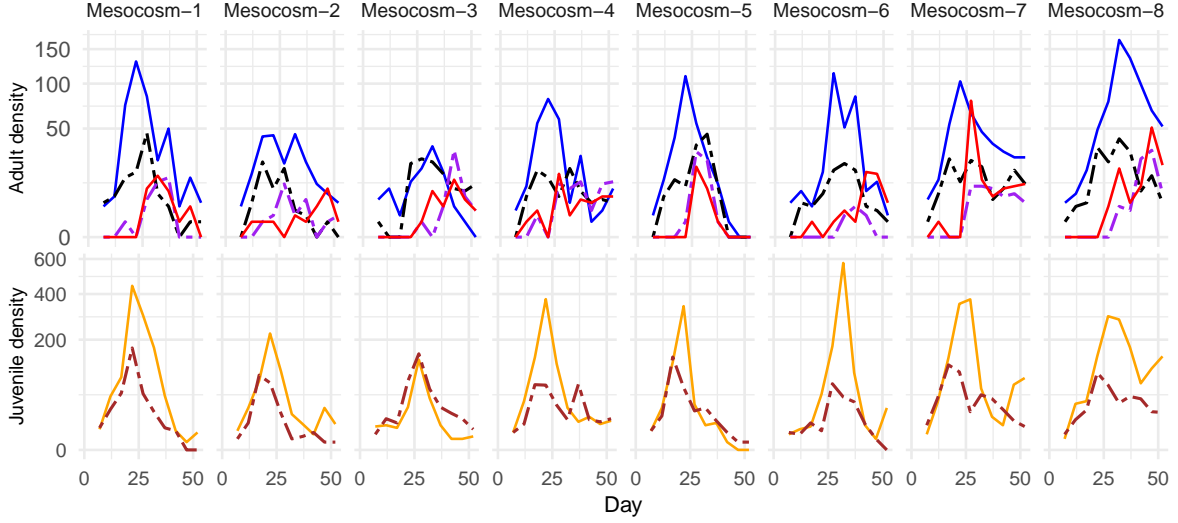 Mesocosm−1 Mesocosm−2 Mesocosm−3 Mesocosm−4 Mesocosm−5 Mesocosm−6 Mesocosm−7 Mesocosm−8
Adult density
150
100
50
0
Juvenile density
600
400
200
0
0 25 50 0 25 50 0 25 50 0 25 50 0 25 50 0 25 50 0 25 50 0 25 50
Day